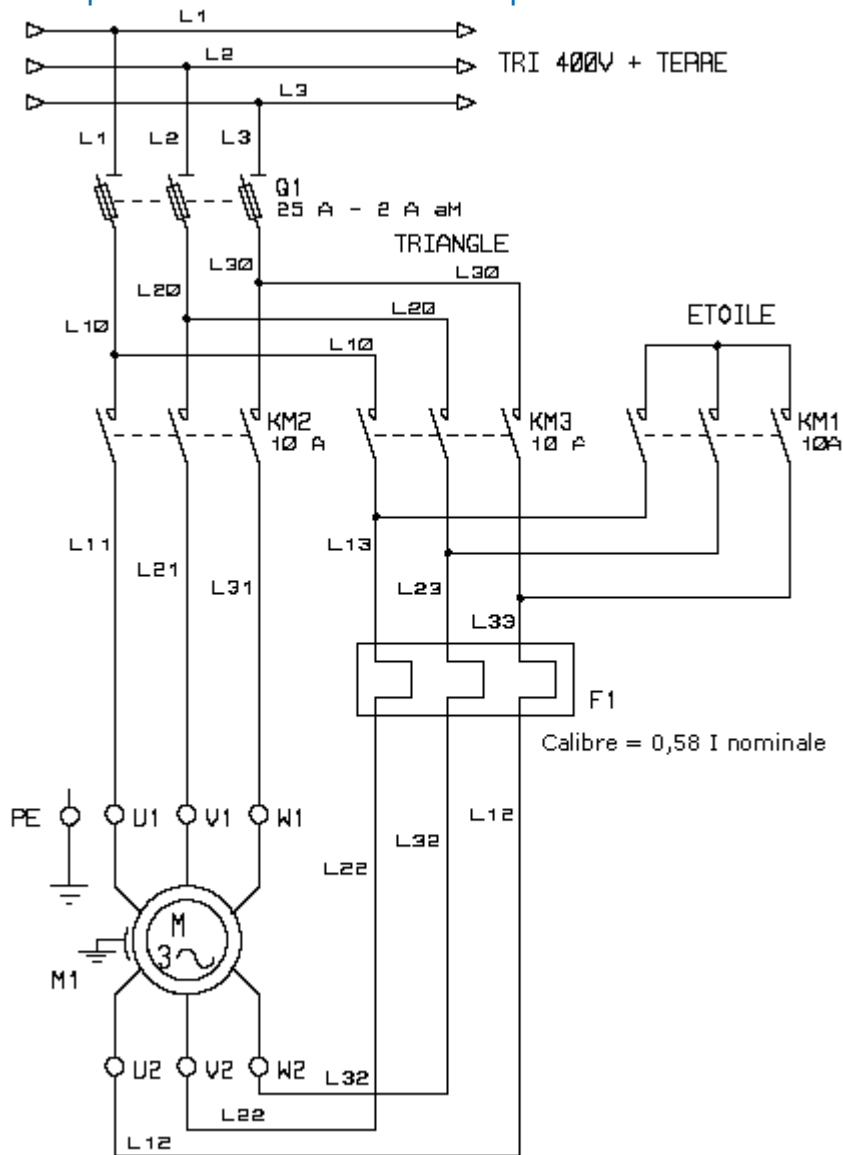 L1
L2
TRI 400V + TERRE
L3
L1 L2 L3
Q1
25 A - 2 A aM
TRIANGLE
L30 L30
L20 L20
ETOILE
L10 L10
KM2
10 A
KM3
10 A
KM1
10A
L11 L13
L21 L23
L31
L33
F1
Calibre = 0,58 I nominale
PE U1 V1 W1
L12
L32
L22
M
3
M1
U2 V2 W2
L32
L22
L12